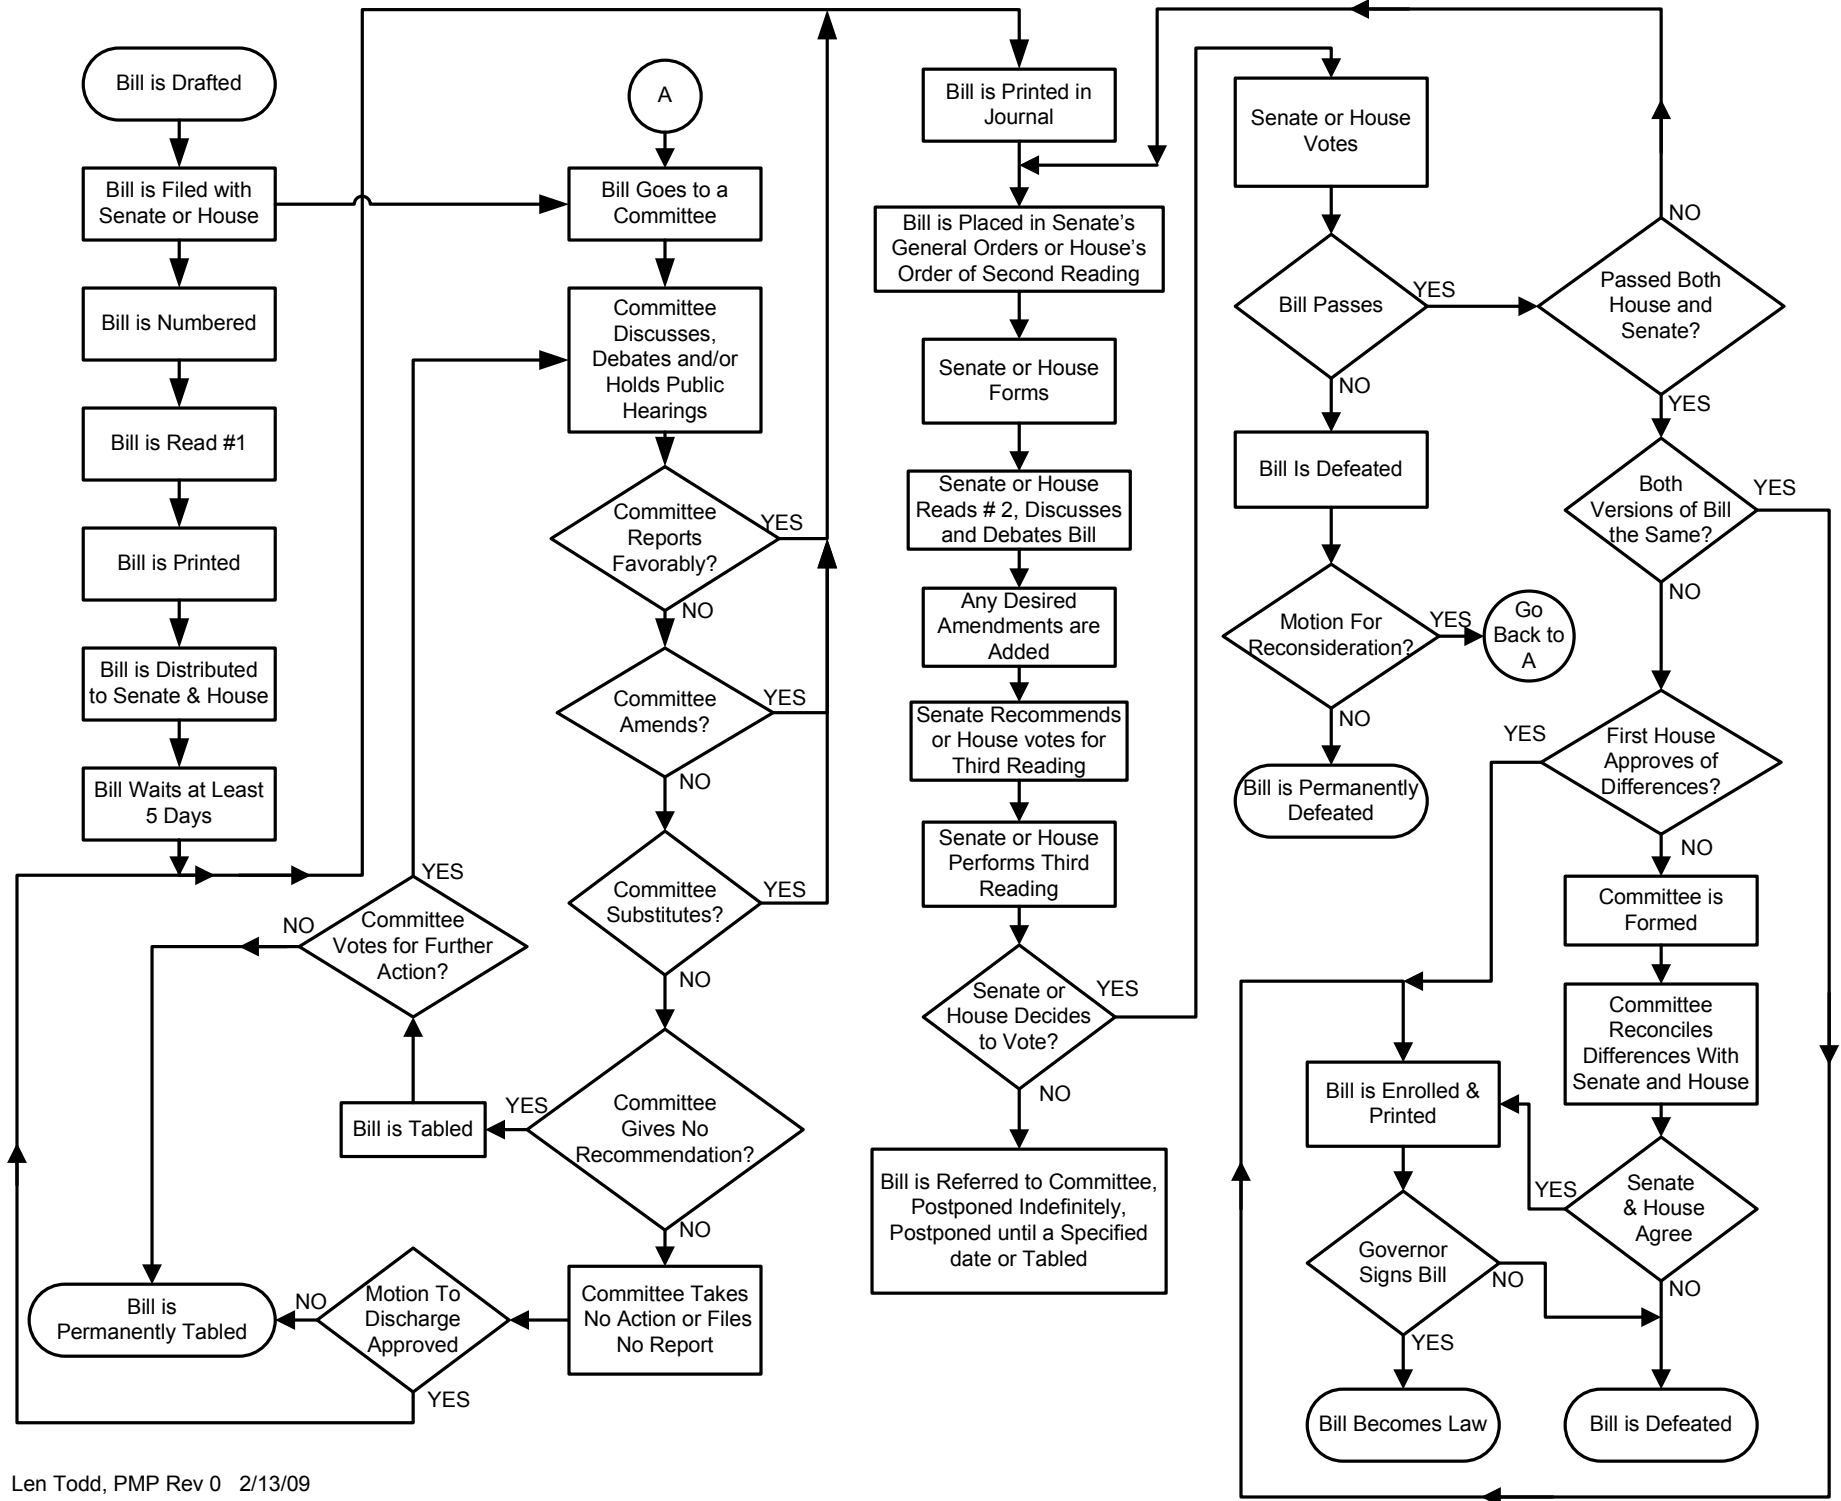 Bill is Drafted
Bill is Filed with
Senate or House
Bill is Numbered
Bill is Read #1
Bill is Printed
Bill is Distributed
to Senate & House
Bill Waits at Least
5 Days
A
Bill Goes to a
Committee
Committee
Discusses,
Debates and/or
Holds Public
Hearings
Committee
Reports
Favorably?
YES
NO
Committee
Amends?
YES
NO
Committee
Substitutes?
YES
NO
Committee
Gives No
Recommendation?
YES
NO
Bill is Tabled
Committee
Votes for Further
Action?
YES
NO
Committee Takes
No Action or Files
No Report
Motion To
Discharge
Approved
NO
YES
Bill is
Permanently Tabled
Bill is Printed in
Journal
Bill is Placed in Senate's
General Orders or House's
Order of Second Reading
Senate or House
Forms
Senate or House
Reads # 2, Discusses
and Debates Bill
Any Desired
Amendments are
Added
Senate Recommends
or House votes for
Third Reading
Senate or House
Performs Third
Reading
Senate or
House Decides
to Vote?
YES
NO
Bill is Referred to Committee,
Postponed Indefinitely,
Postponed until a Specified
date or Tabled
Senate or House
Votes
Bill Passes
YES
NO
Bill Is Defeated
Motion For
Reconsideration?
YES
Go
Back to
A
NO
Bill is Permanently
Defeated
Passed Both
House and
Senate?
NO
YES
Both
Versions of Bill
the Same?
YES
NO
First House
Approves of
Differences?
YES
NO
Committee is
Formed
Committee
Reconciles
Differences With
Senate and House
Senate
& House
Agree
YES
NO
Bill is Enrolled &
Printed
Governor
Signs Bill
NO
YES
Bill Becomes Law
Bill is Defeated
Len Todd, PMP Rev 0 2/13/09